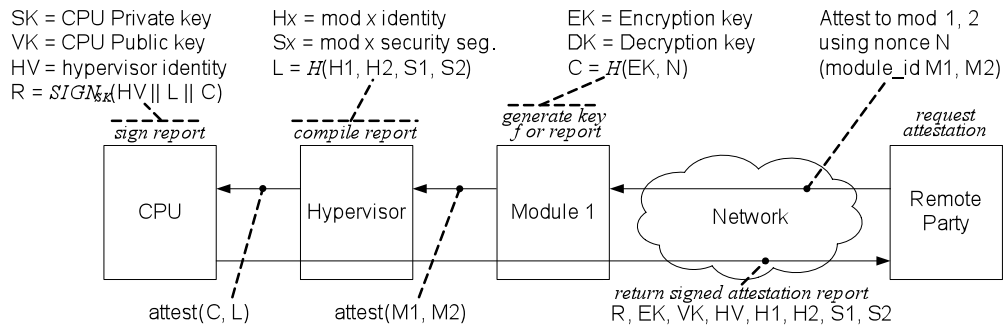 SK = CPU Private key
VK = CPU Public key
HV = hypervisor identity
R = SIGN_SK(HV || L || C)
sign report
Hx = mod x identity
Sx = mod x security seg.
L = H(H1, H2, S1, S2)
compile report
EK = Encryption key
DK = Decryption key
C = H(EK, N)
generate key
for report
Attest to mod 1, 2
using nonce N
(module_id M1, M2)
request
attestation
CPU
Hypervisor
Module 1
Network
Remote
Party
attest(C, L)
attest(M1, M2)
return signed attestation report
R, EK, VK, HV, H1, H2, S1, S2